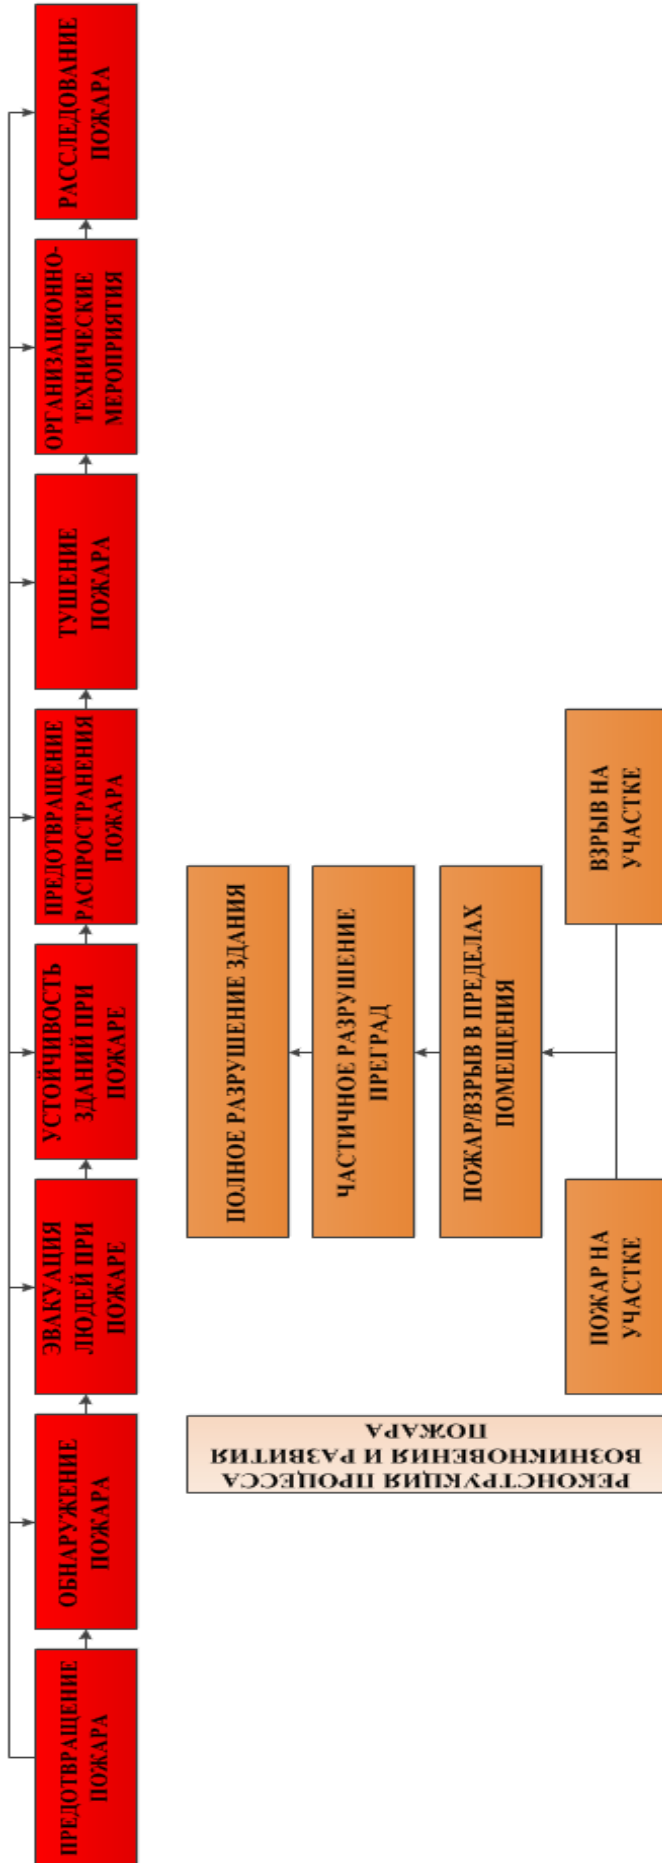 ПРЕДОТВРАЩЕНИЕ
ПОЖАРА
ОБНАРУЖЕНИЕ
ПОЖАРА
ЭВАКУАЦИЯ
ЛЮДЕЙ ПРИ
ПОЖАРЕ
УСТОЙЧИВОСТЬ
ЗДАНИЙ ПРИ
ПОЖАРЕ
ПРЕДОТВРАЩЕНИЕ
РАСПРОСТРАНЕНИЯ
ПОЖАРА
ТУШЕНИЕ
ПОЖАРА
ОРГАНИЗАЦИОННО-
ТЕХНИЧЕСКИЕ
МЕРОПРИЯТИЯ
РАССЛЕДОВАНИЕ
ПОЖАРА
РЕКОНСТРУКЦИЯ ПРОЦЕССА
ВОЗНИКНОВЕНИЯ И РАЗВИТИЯ
ПОЖАРА
ПОЛНОЕ РАЗРУШЕНИЕ ЗДАНИЯ
ЧАСТИЧНОЕ РАЗРУШЕНИЕ
ПРЕГРАД
ПОЖАР/ВЗРЫВ В ПРЕДЕЛАХ
ПОМЕЩЕНИЯ
ПОЖАР НА
УЧАСТКЕ
ВЗРЫВ НА
УЧАСТКЕ